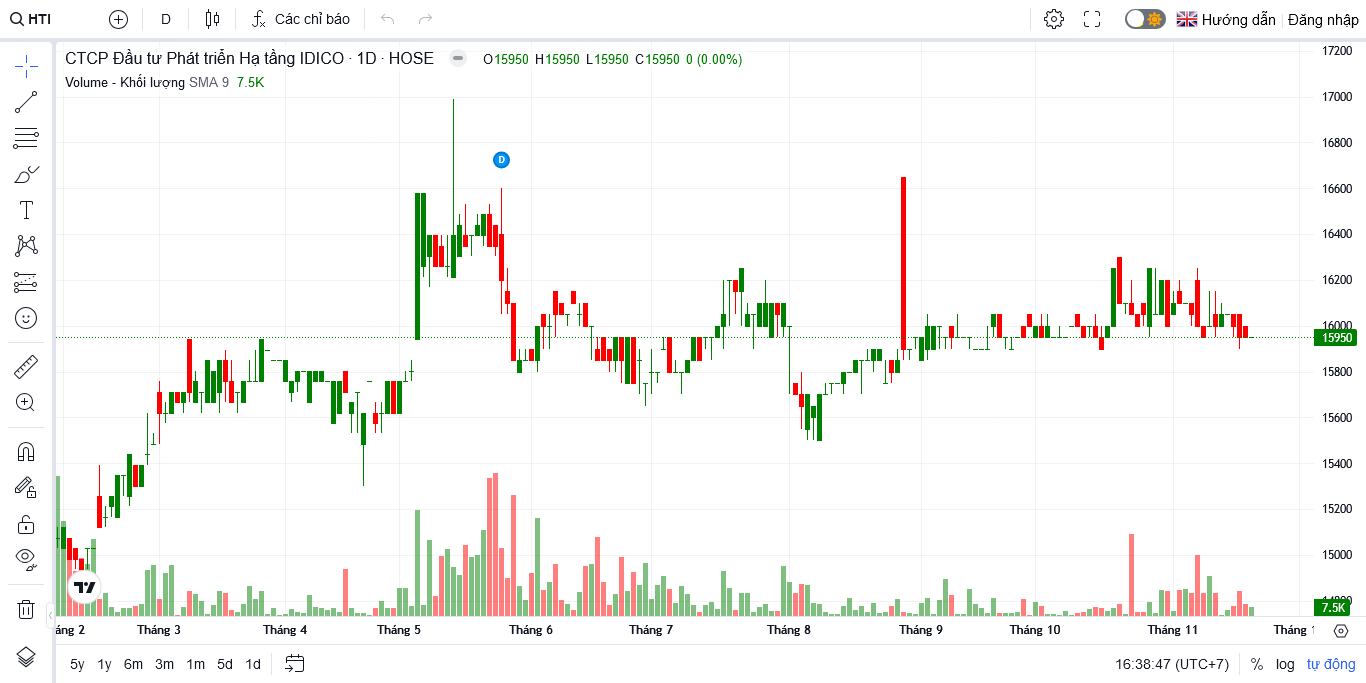 HTI
D
Các chỉ báo
Hướng dẫn
Đăng nhập
CTCP Đầu tư Phát triển Hạ tầng IDICO · 1D · HOSE
O15950 H15950 L15950 C15950 0 (0.00%)
Volume - Khối lượng SMA 9 7.5K
D
17200
17000
16800
16600
16400
16200
16000
15950
15800
15600
15400
15200
15000
14800
7.5K
áng 2 Tháng 3 Tháng 4 Tháng 5 Tháng 6 Tháng 7 Tháng 8 Tháng 9 Tháng 10 Tháng 11 Tháng 1
5y 1y 6m 3m 1m 5d 1d
16:38:47 (UTC+7) % log tự động